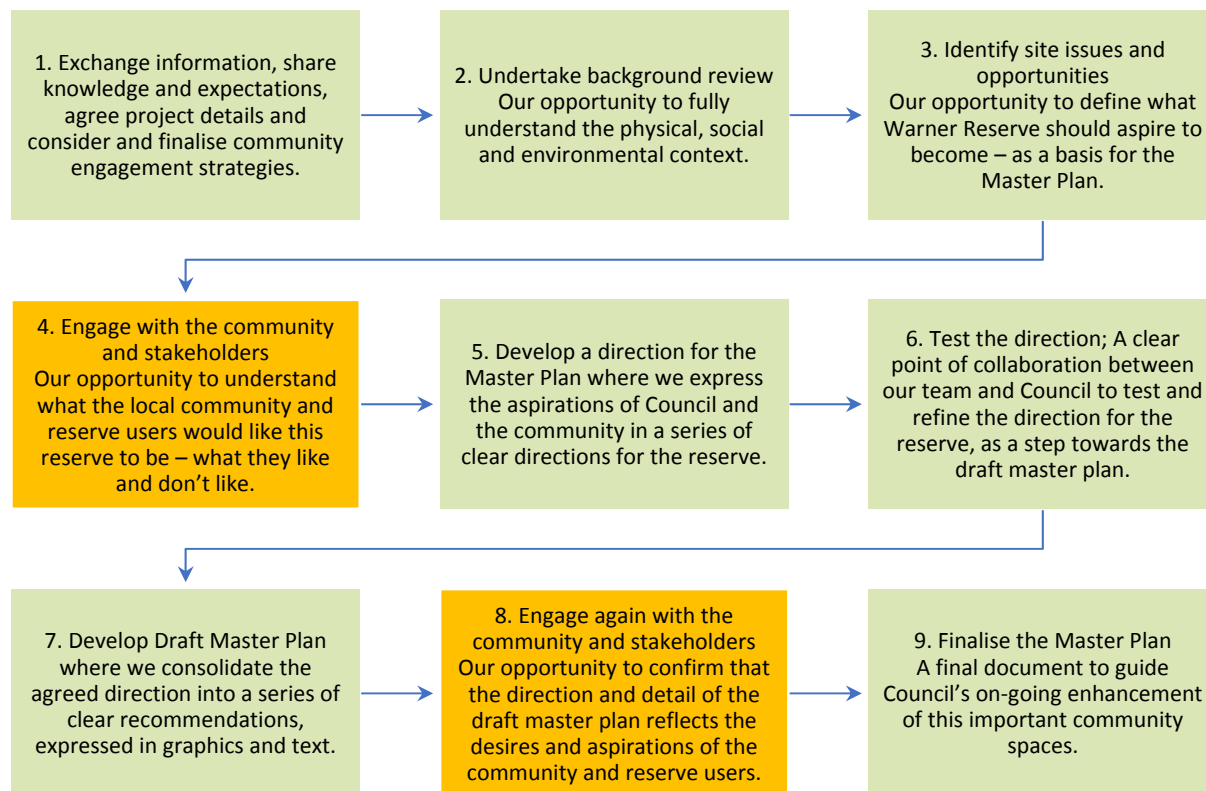 1. Exchange information, share
knowledge and expectations,
agree project details and
consider and finalise community
engagement strategies.
2. Undertake background review
Our opportunity to fully
understand the physical, social
and environmental context.
3. Identify site issues and
opportunities
Our opportunity to define what
Warner Reserve should aspire to
become – as a basis for the
Master Plan.
4. Engage with the community
and stakeholders
Our opportunity to understand
what the local community and
reserve users would like this
reserve to be – what they like
and don’t like.
5. Develop a direction for the
Master Plan where we express
the aspirations of Council and
the community in a series of
clear directions for the reserve.
6. Test the direction; A clear
point of collaboration between
our team and Council to test and
refine the direction for the
reserve, as a step towards the
draft master plan.
7. Develop Draft Master Plan
where we consolidate the
agreed direction into a series of
clear recommendations,
expressed in graphics and text.
8. Engage again with the
community and stakeholders
Our opportunity to confirm that
the direction and detail of the
draft master plan reflects the
desires and aspirations of the
community and reserve users.
9. Finalise the Master Plan
A final document to guide
Council’s on-going enhancement
of this important community
spaces.